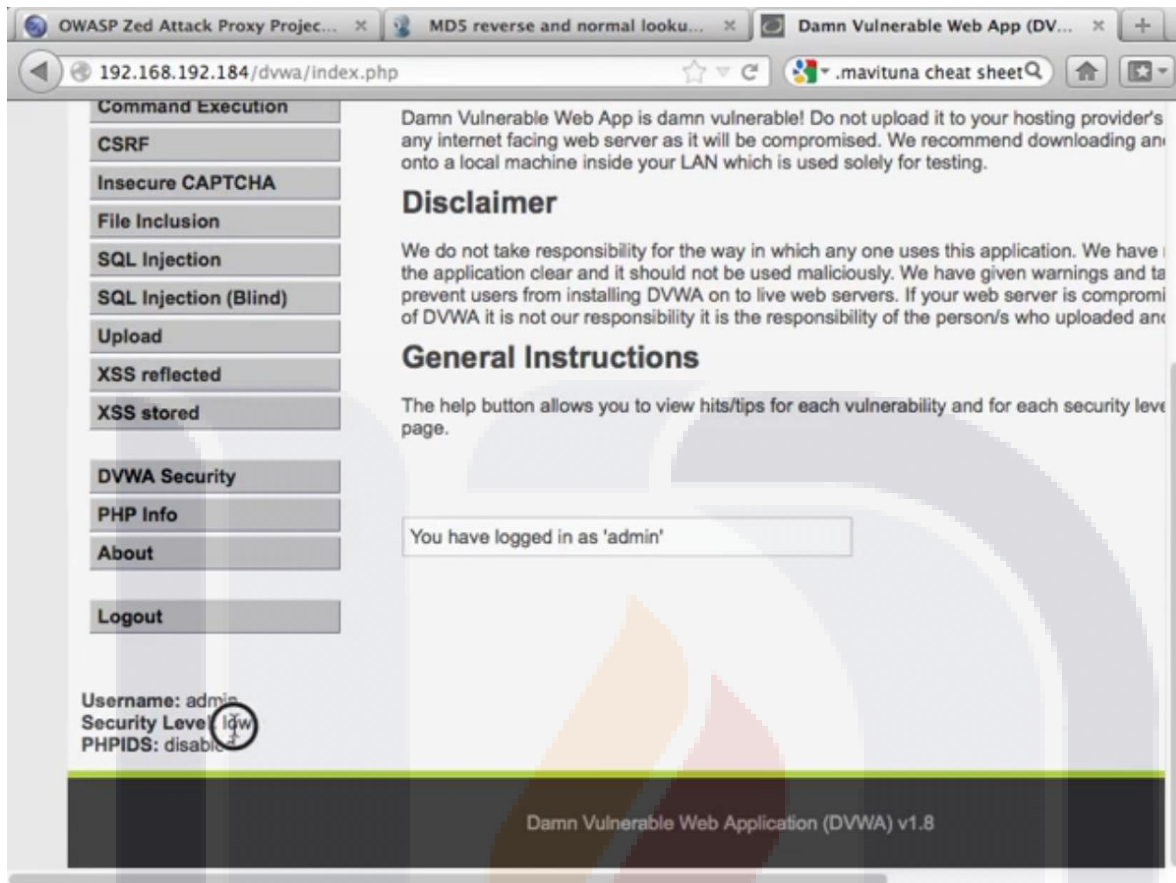 OWASP Zed Attack Proxy Projec...
MD5 reverse and normal looku...
Damn Vulnerable Web App (DV...
192.168.192.184/dvwa/index.php
.mavituna cheat sheet
Command Execution
CSRF
Insecure CAPTCHA
File Inclusion
SQL Injection
SQL Injection (Blind)
Upload
XSS reflected
XSS stored
DVWA Security
PHP Info
About
Logout
Username: admin
Security Level: low
PHPIDS: disabled
Damn Vulnerable Web App is damn vulnerable! Do not upload it to your hosting provider's
any internet facing web server as it will be compromised. We recommend downloading an
onto a local machine inside your LAN which is used solely for testing.
Disclaimer
We do not take responsibility for the way in which any one uses this application. We have
the application clear and it should not be used maliciously. We have given warnings and ta
prevent users from installing DVWA on to live web servers. If your web server is compromi
of DVWA it is not our responsibility it is the responsibility of the person/s who uploaded and
General Instructions
The help button allows you to view hits/tips for each vulnerability and for each security leve
page.
You have logged in as 'admin'
Damn Vulnerable Web Application (DVWA) v1.8